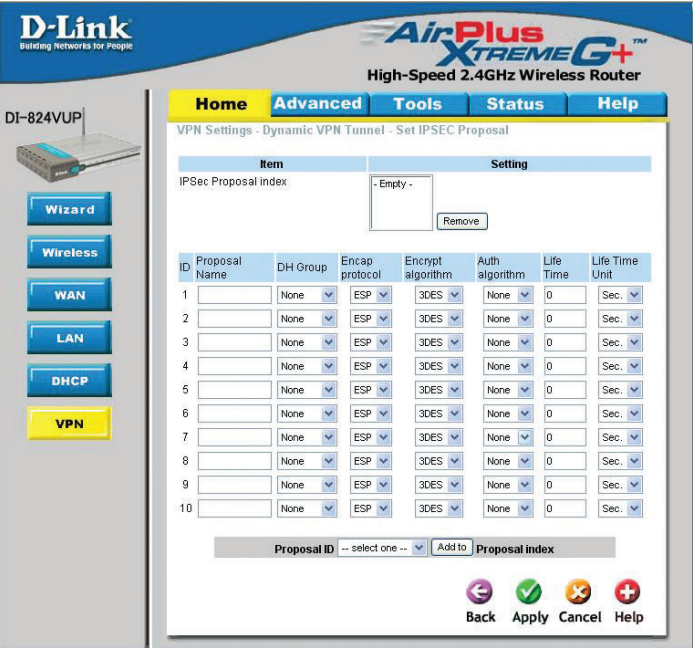 D-Link
Building Networks for People
AirPlus
XTREME G+™
High-Speed 2.4GHz Wireless Router
DI-824VUP
Home Advanced Tools Status Help
VPN Settings - Dynamic VPN Tunnel - Set IPSEC Proposal
Item Setting
IPSec Proposal index - Empty -
Remove
Wizard
Wireless
WAN
LAN
DHCP
VPN
ID Proposal Name DH Group Encap protocol Encrypt algorithm Auth algorithm Life Time Life Time Unit
1 None ESP 3DES None 0 Sec.
2 None ESP 3DES None 0 Sec.
3 None ESP 3DES None 0 Sec.
4 None ESP 3DES None 0 Sec.
5 None ESP 3DES None 0 Sec.
6 None ESP 3DES None 0 Sec.
7 None ESP 3DES None 0 Sec.
8 None ESP 3DES None 0 Sec.
9 None ESP 3DES None 0 Sec.
10 None ESP 3DES None 0 Sec.
Proposal ID -- select one -- Add to Proposal index
Back Apply Cancel Help